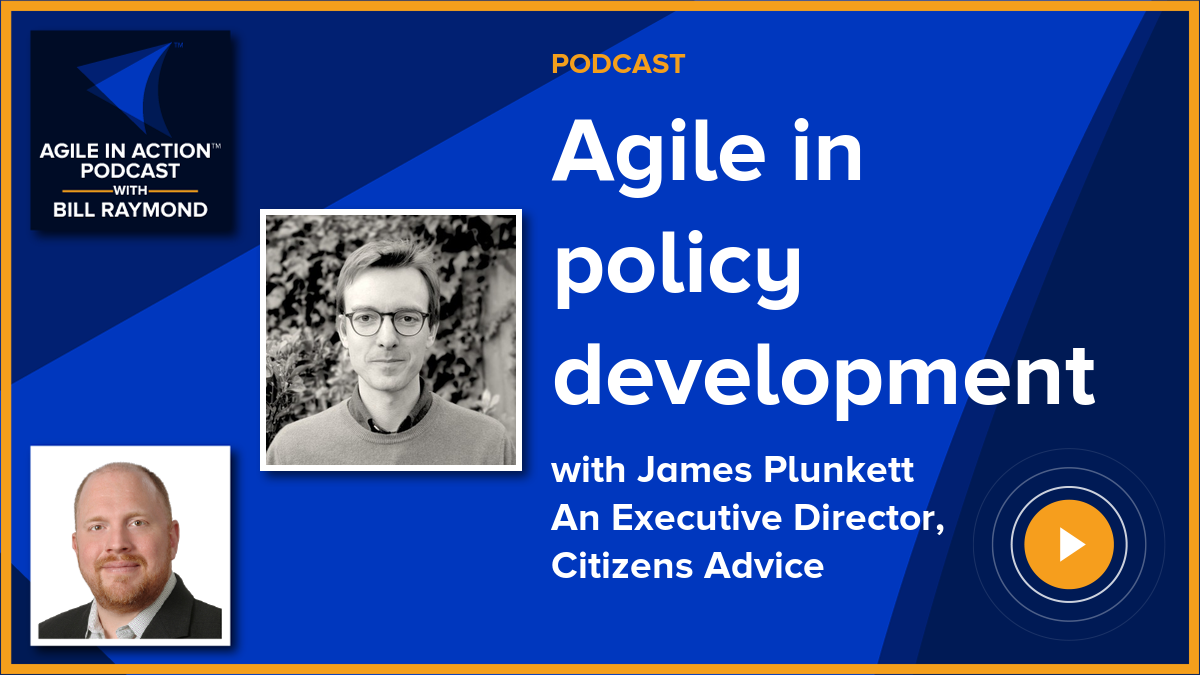 AGILE IN ACTION™
PODCAST
WITH
BILL RAYMOND
PODCAST
Agile in
policy
development
with James Plunkett
An Executive Director,
Citizens Advice